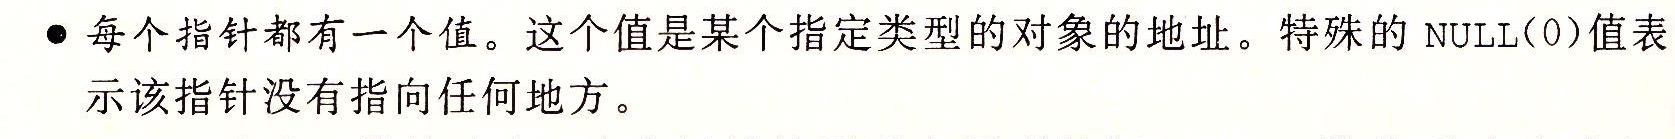 ● 每个指针都有一个值。这个值是某个指定类型的对象的地址。特殊的 NULL(0)值表
示该指针没有指向任何地方。